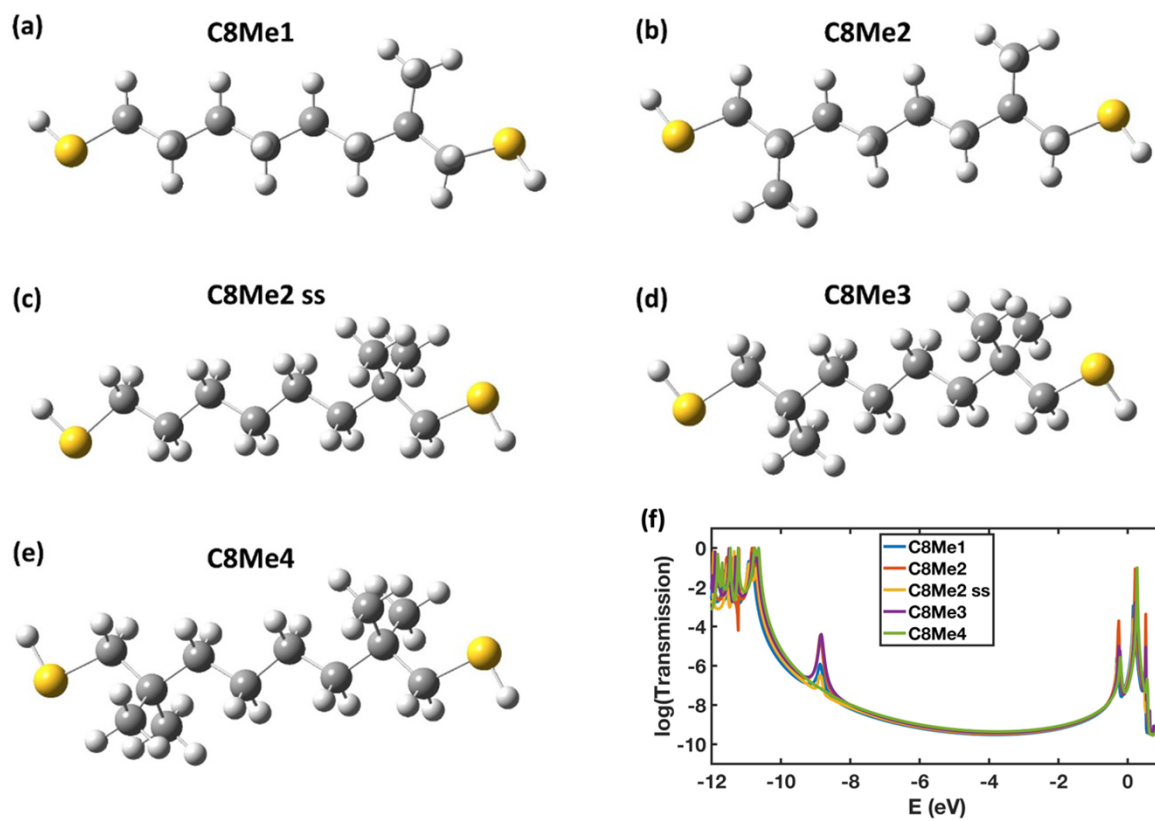 (a)
C8Me1
(b)
C8Me2
(c)
C8Me2 ss
(d)
C8Me3
(e)
C8Me4
(f)
log(Transmission)
0
-2
-4
-6
-8
-10
C8Me1
C8Me2
C8Me2 ss
C8Me3
C8Me4
-12
-10
-8
-6
-4
-2
0
E (eV)